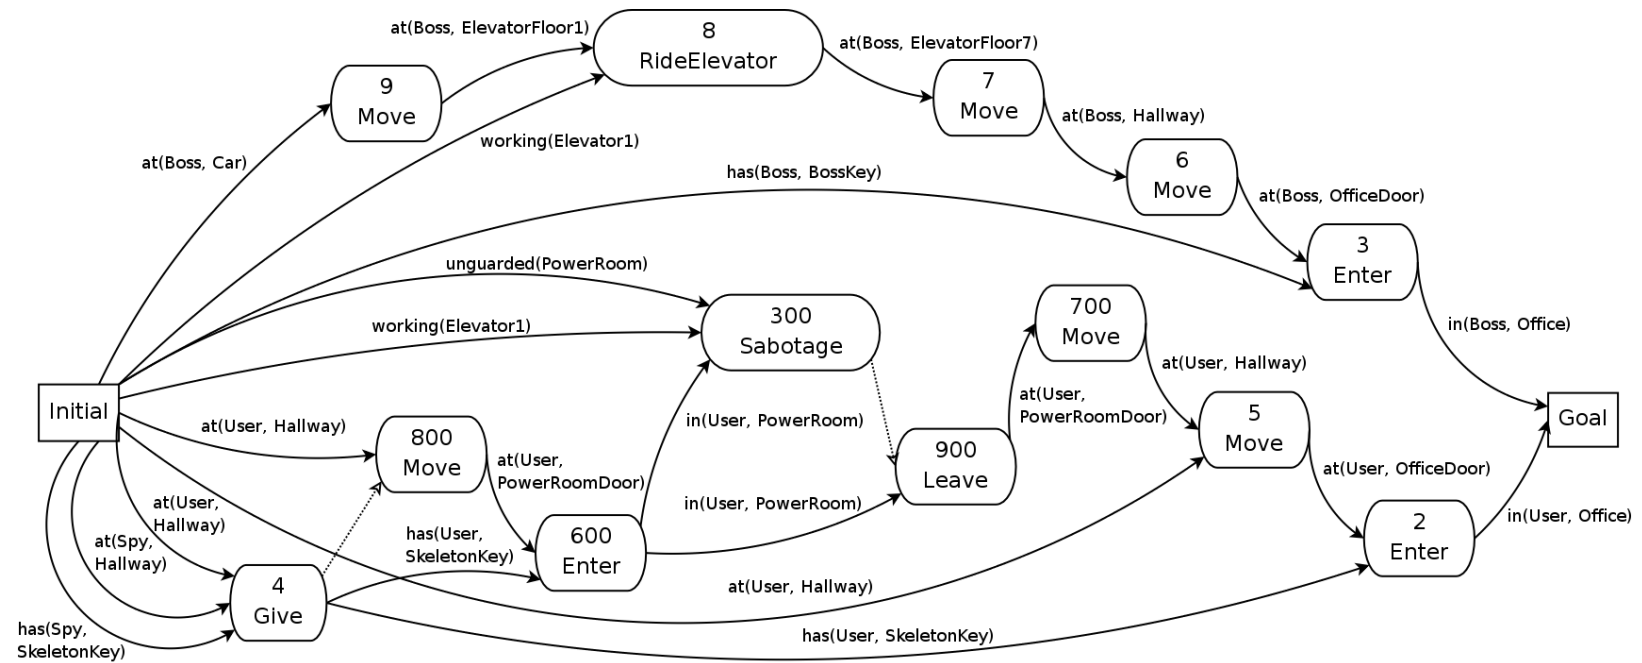 at(Boss, ElevatorFloor1)
8
RideElevator
at(Boss, ElevatorFloor7)
9
Move
7
Move
at(Boss, Hallway)
working(Elevator1)
at(Boss, Car)
6
Move
has(Boss, BossKey)
at(Boss, OfficeDoor)
3
Enter
unguarded(PowerRoom)
300
Sabotage
700
Move
working(Elevator1)
in(Boss, Office)
at(User, Hallway)
at(User,
PowerRoomDoor)
Initial
Goal
at(User, Hallway)
800
Move
in(User, PowerRoom)
5
Move
900
Leave
at(User,
PowerRoomDoor)
at(User, OfficeDoor)
at(User,
Hallway)
in(User, PowerRoom)
in(User, Office)
2
Enter
at(Spy,
Hallway)
has(User,
SkeletonKey)
600
Enter
4
Give
at(User, Hallway)
has(Spy,
SkeletonKey)
has(User, SkeletonKey)